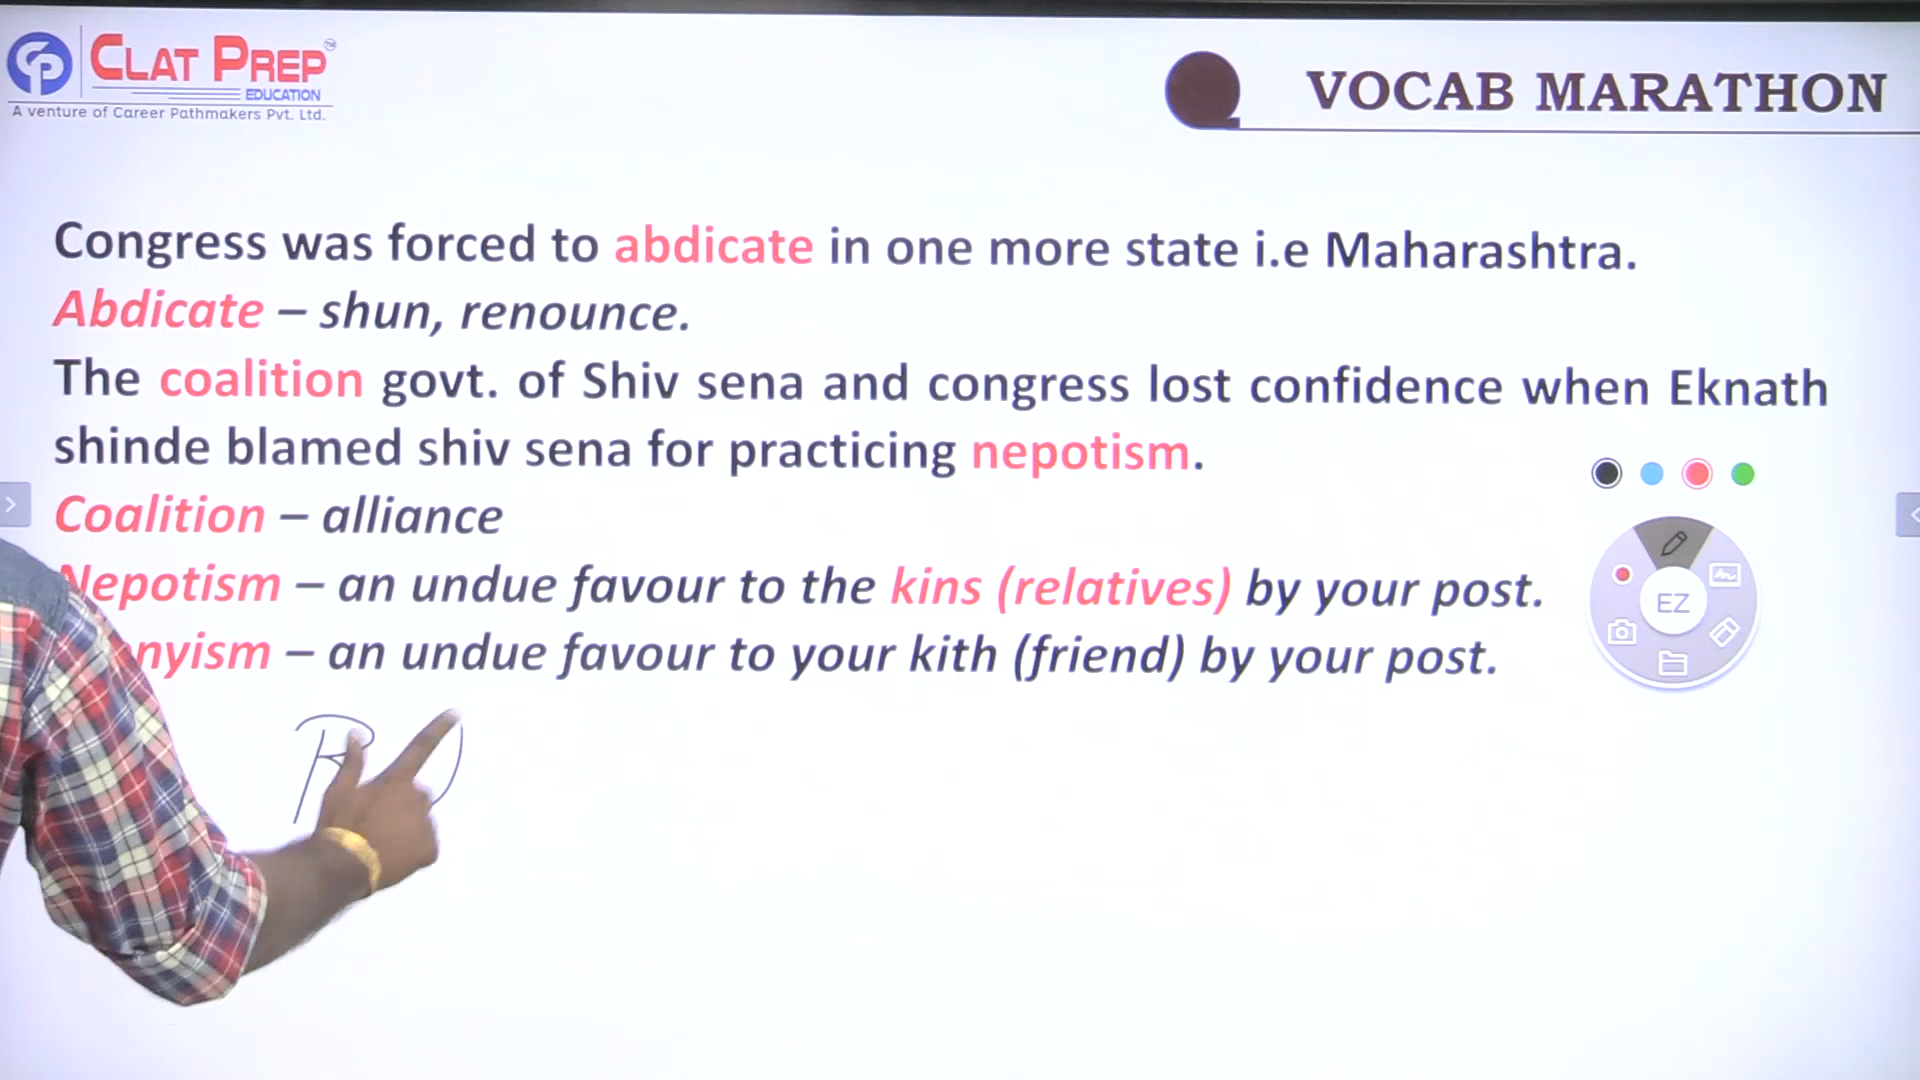 CP CLAT PREP™
EDUCATION
A venture of Career Pathmakers Pvt. Ltd.
VOCAB MARATHON
Congress was forced to abdicate in one more state i.e Maharashtra.
Abdicate – shun, renounce.
The coalition govt. of Shiv sena and congress lost confidence when Eknath
shinde blamed shiv sena for practicing nepotism.
Coalition – alliance
Nepotism – an undue favour to the kins (relatives) by your post.
nyism – an undue favour to your kith (friend) by your post.
EZ